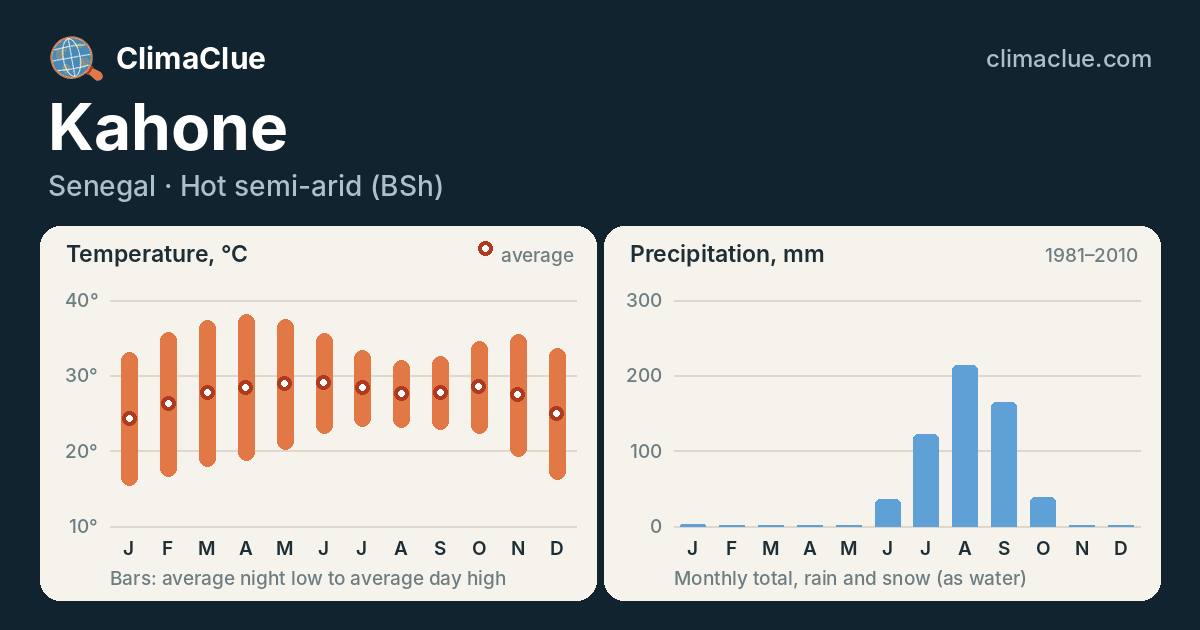 ClimaClue
climaclue.com
Kahone
Senegal · Hot semi-arid (BSh)
Temperature, °C
average
40°
30°
20°
10°
J F M A M J J A S O N D
Bars: average night low to average day high
Precipitation, mm
1981–2010
300
200
100
0
J F M A M J J A S O N D
Monthly total, rain and snow (as water)